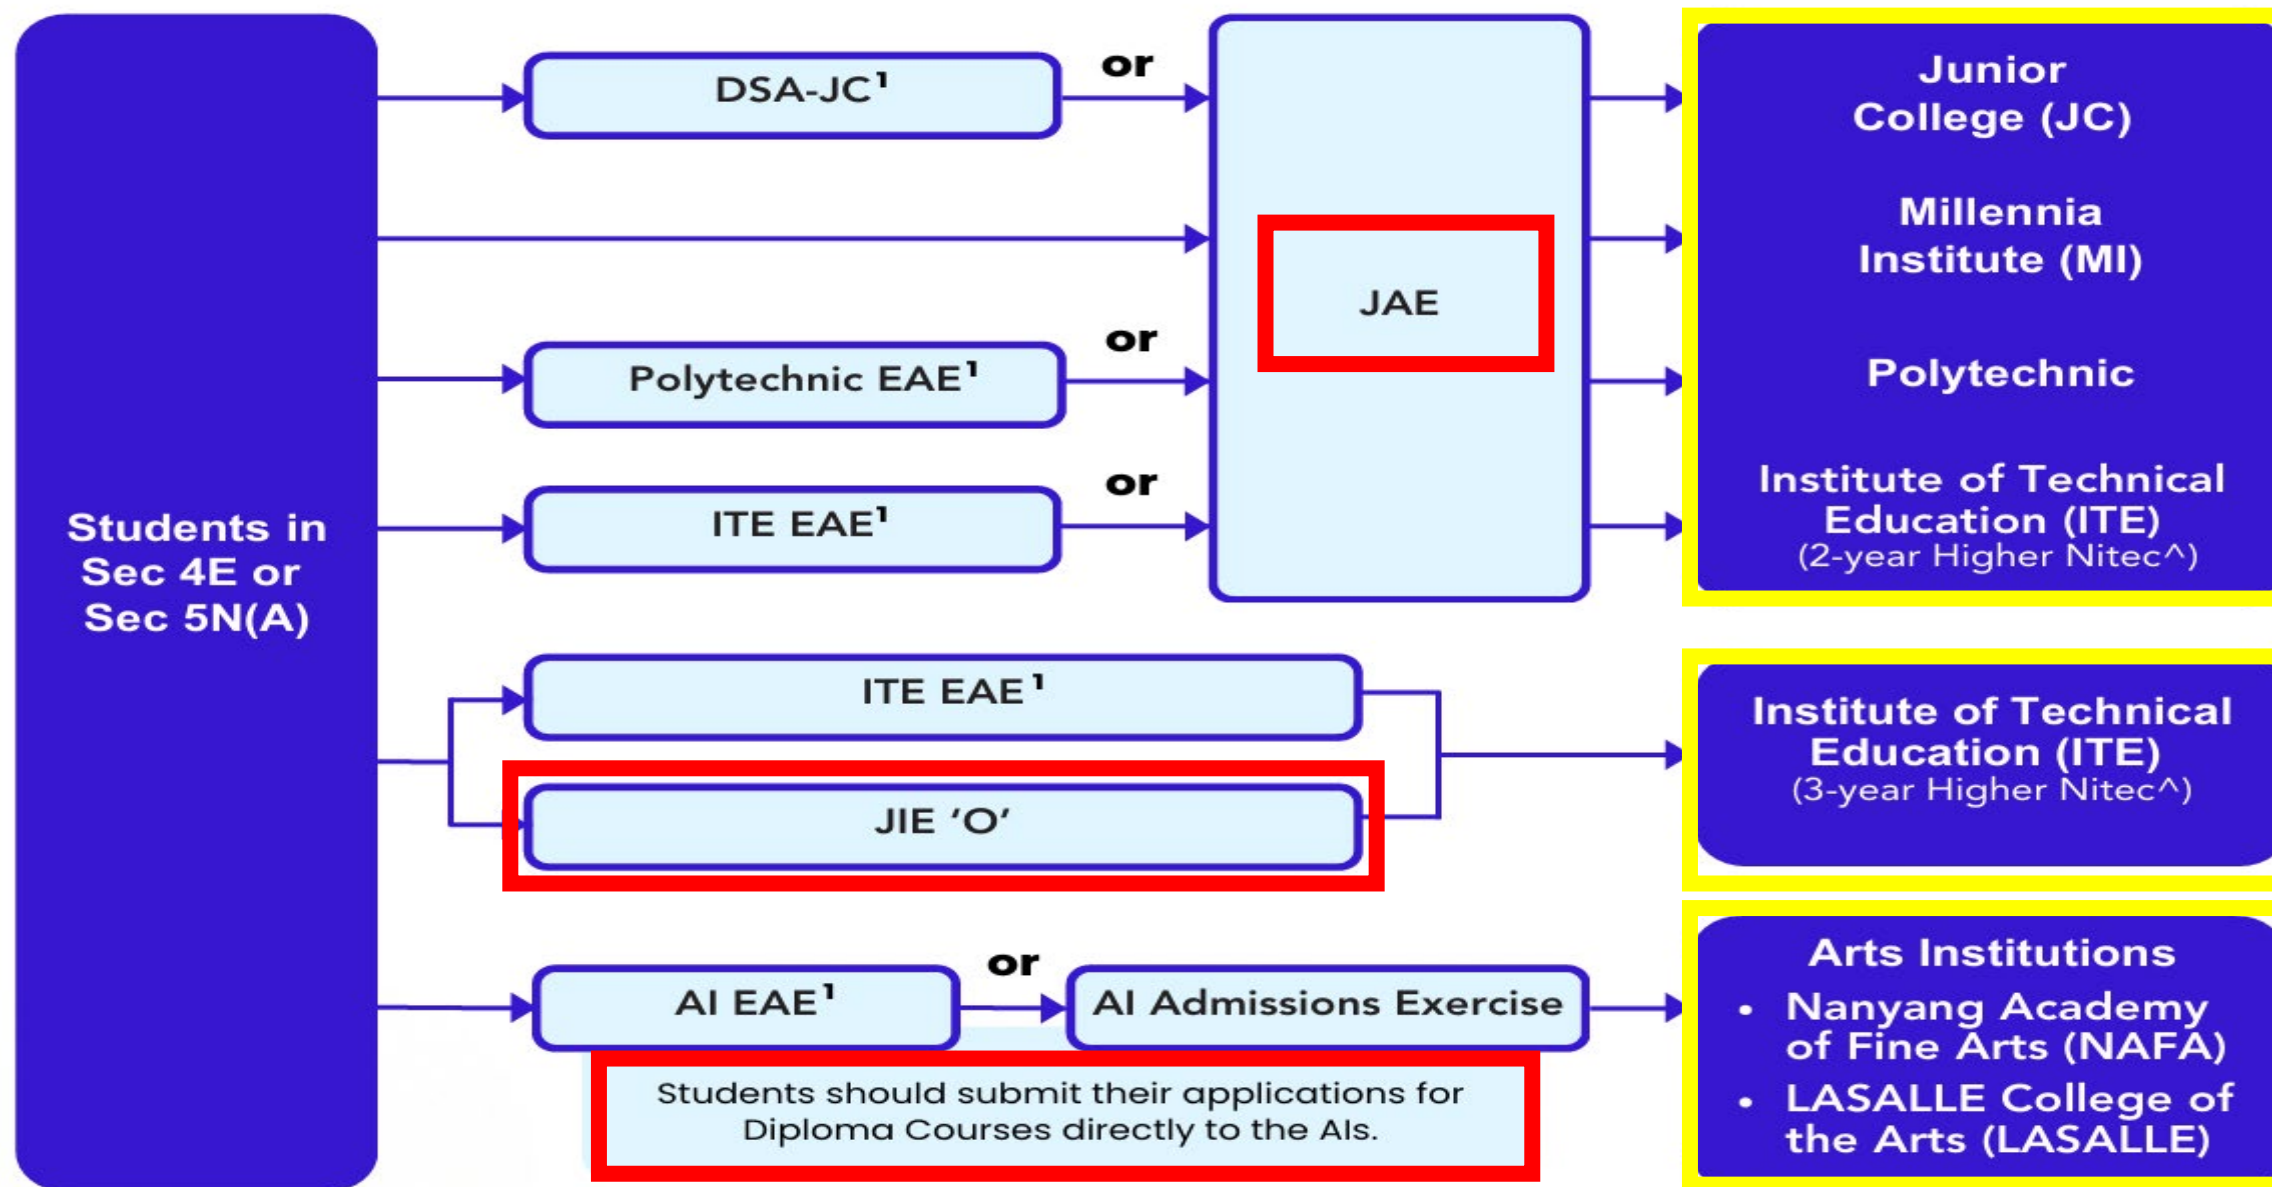 Students in
Sec 4E or
Sec 5N(A)
DSA-JC¹
or
Polytechnic EAE¹
or
ITE EAE¹
or
JAE
Junior
College (JC)
Millennia
Institute (MI)
Polytechnic
Institute of Technical
Education (ITE)
(2-year Higher Nitec^)
ITE EAE¹
JIE ‘O’
Institute of Technical
Education (ITE)
(3-year Higher Nitec^)
AI EAE¹
or
AI Admissions Exercise
Students should submit their applications for
Diploma Courses directly to the AIs.
Arts Institutions
• Nanyang Academy
of Fine Arts (NAFA)
• LASALLE College of
the Arts (LASALLE)